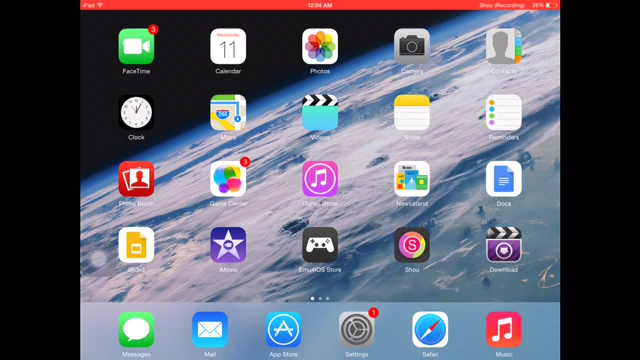 iPad 12:04 AM Shou (Recording) 26%
3
Wednesday
11
FaceTime Calendar Photos Camera Contacts
280
Clock Maps Videos Notes Reminders
3
Photo Booth Game Center iTunes Store Newsstand Docs
S
Slides iMovie Emu4iOS Store Shou Download
1
Messages Mail App Store Settings Safari Music